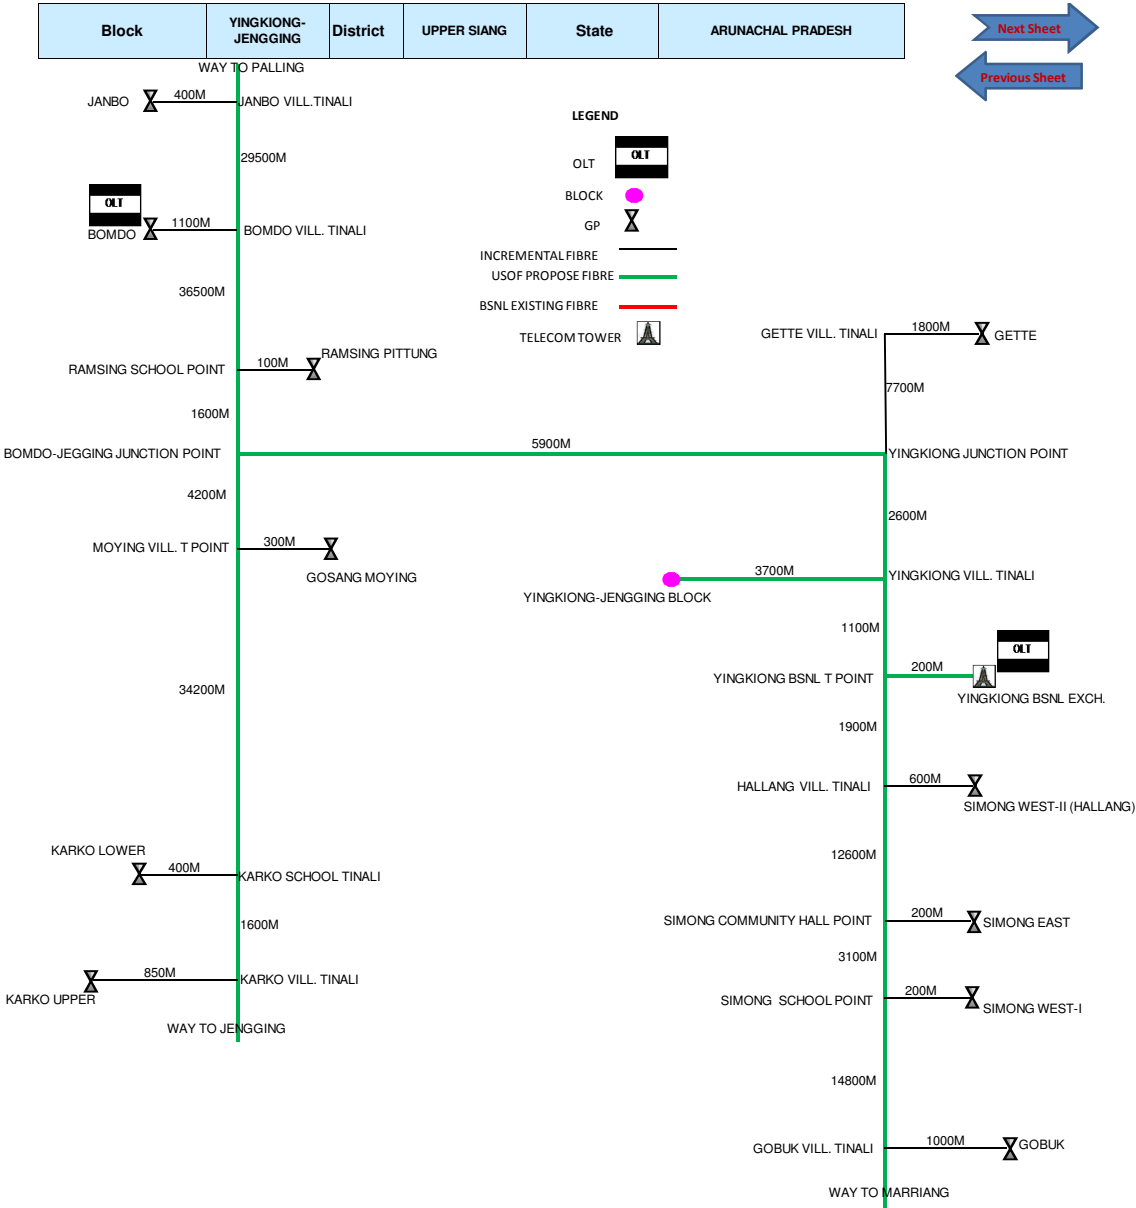 Block
YINGKIONG-
JENGGING
District
UPPER SIANG
State
ARUNACHAL PRADESH
Next Sheet
Previous Sheet
WAY TO PALLING
JANBO
400M
JANBO VILL.TINALI
29500M
OLT
BOMDO
1100M
BOMDO VILL. TINALI
36500M
RAMSING SCHOOL POINT
100M
RAMSING PITTUNG
1600M
BOMDO-JEGGING JUNCTION POINT
5900M
4200M
MOYING VILL. T POINT
300M
GOSANG MOYING
34200M
KARKO LOWER
400M
KARKO SCHOOL TINALI
1600M
850M
KARKO VILL. TINALI
KARKO UPPER
WAY TO JENGGING
LEGEND
OLT
OLT
BLOCK
GP
INCREMENTAL FIBRE
USOF PROPOSE FIBRE
BSNL EXISTING FIBRE
TELECOM TOWER
GETTE VILL. TINALI
1800M
GETTE
7700M
YINGKIONG JUNCTION POINT
2600M
3700M
YINGKIONG VILL. TINALI
YINGKIONG-JENGGING BLOCK
1100M
OLT
YINGKIONG BSNL T POINT
200M
YINGKIONG BSNL EXCH.
1900M
HALLANG VILL. TINALI
600M
SIMONG WEST-II (HALLANG)
12600M
SIMONG COMMUNITY HALL POINT
200M
SIMONG EAST
3100M
SIMONG SCHOOL POINT
200M
SIMONG WEST-I
14800M
GOBUK VILL. TINALI
1000M
GOBUK
WAY TO MARRIANG